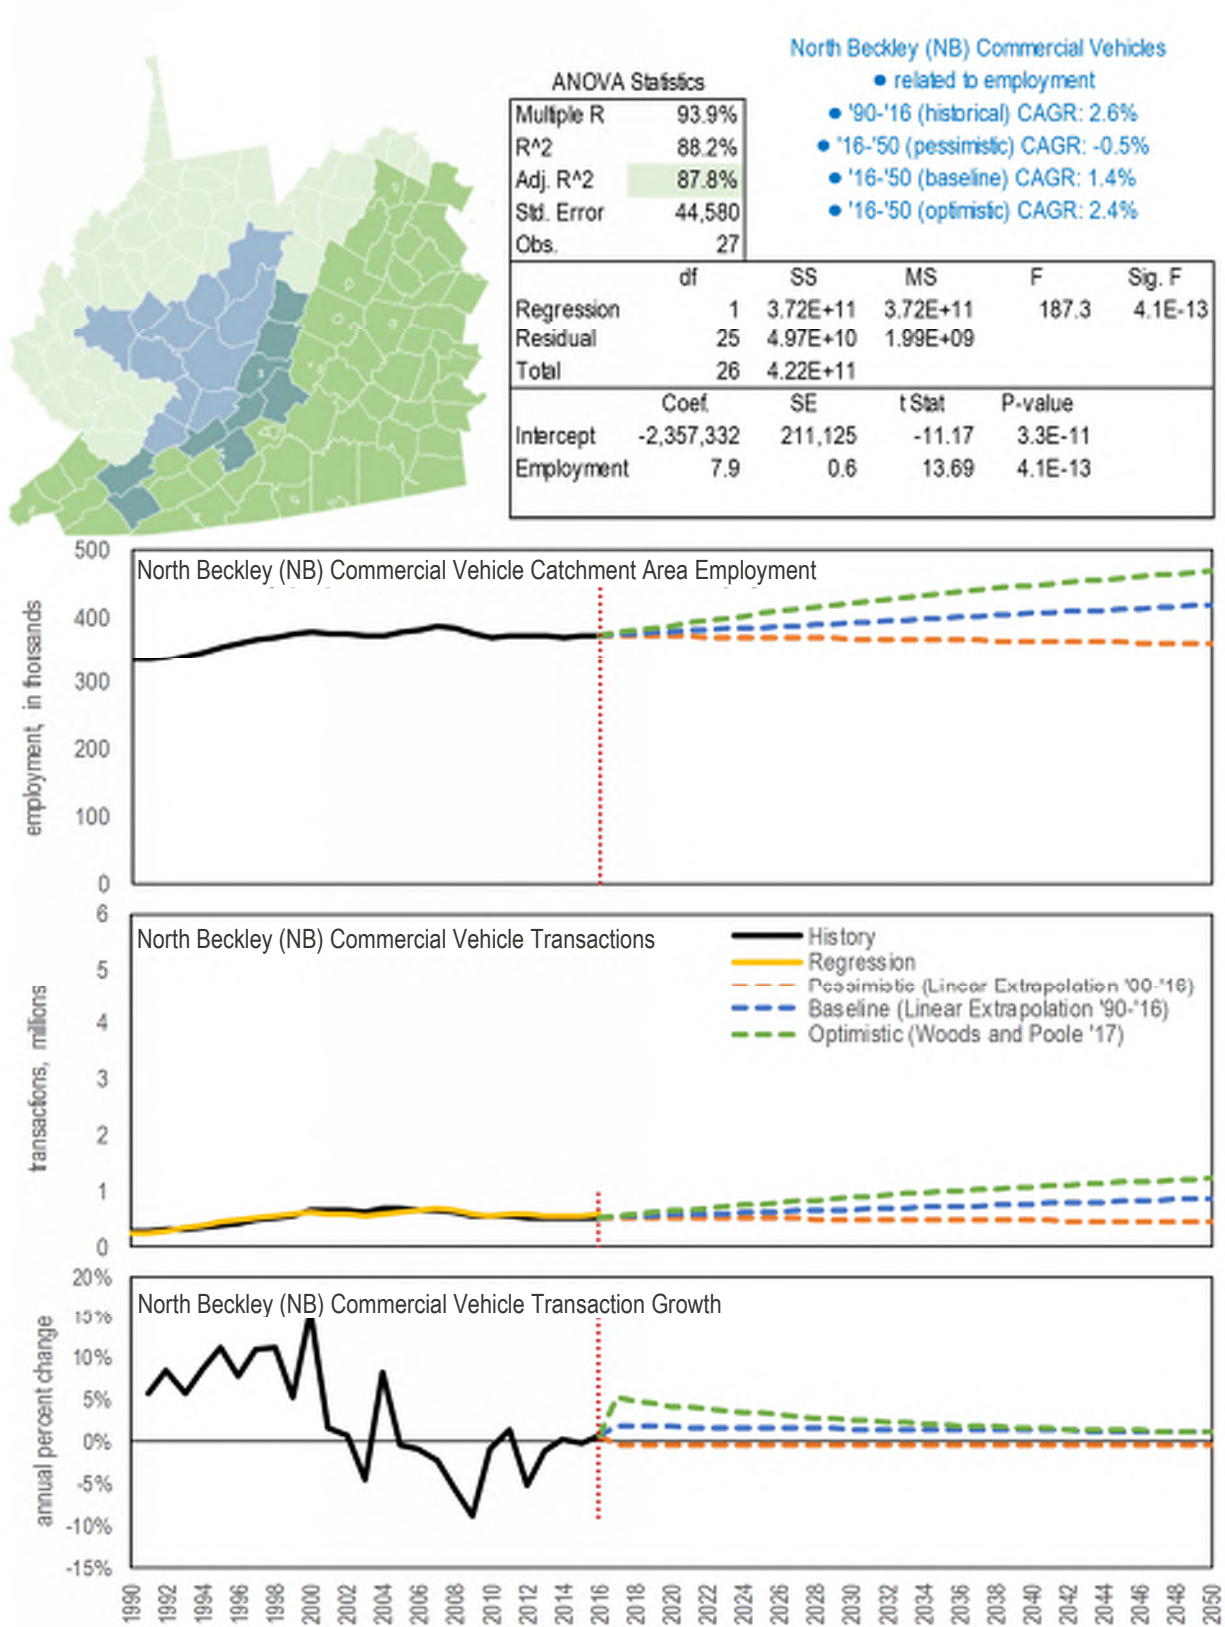 North Beckley (NB) Commercial Vehicles
• related to employment
• '90-'16 (historical) CAGR: 2.6%
• '16-'50 (pessimistic) CAGR: -0.5%
• '16-'50 (baseline) CAGR: 1.4%
• '16-'50 (optimistic) CAGR: 2.4%
ANOVA Statistics
Multiple R 93.9%
R^2 88.2%
Adj. R^2 87.8%
Std. Error 44,580
Obs. 27
df SS MS F Sig. F
Regression 1 3.72E+11 3.72E+11 187.3 4.1E-13
Residual 25 4.97E+10 1.99E+09
Total 26 4.22E+11
Coef. SE t Stat P-value
Intercept -2,357,332 211,125 -11.17 3.3E-11
Employment 7.9 0.6 13.69 4.1E-13
North Beckley (NB) Commercial Vehicle Catchment Area Employment
employment, in thorsands
500
400
300
200
100
0
North Beckley (NB) Commercial Vehicle Transactions
transactions, millions
6
5
4
3
2
1
0
History
Regression
Pessimistic (Linear Extrapolation '00-'16)
Baseline (Linear Extrapolation '90-'16)
Optimistic (Woods and Poole '17)
North Beckley (NB) Commercial Vehicle Transaction Growth
annual percent change
20%
15%
10%
5%
0%
-5%
-10%
-15%
1990 1992 1994 1996 1998 2000 2002 2004 2006 2008 2010 2012 2014 2016 2018 2020 2022 2024 2026 2028 2030 2032 2034 2036 2038 2040 2042 2044 2046 2048 2050